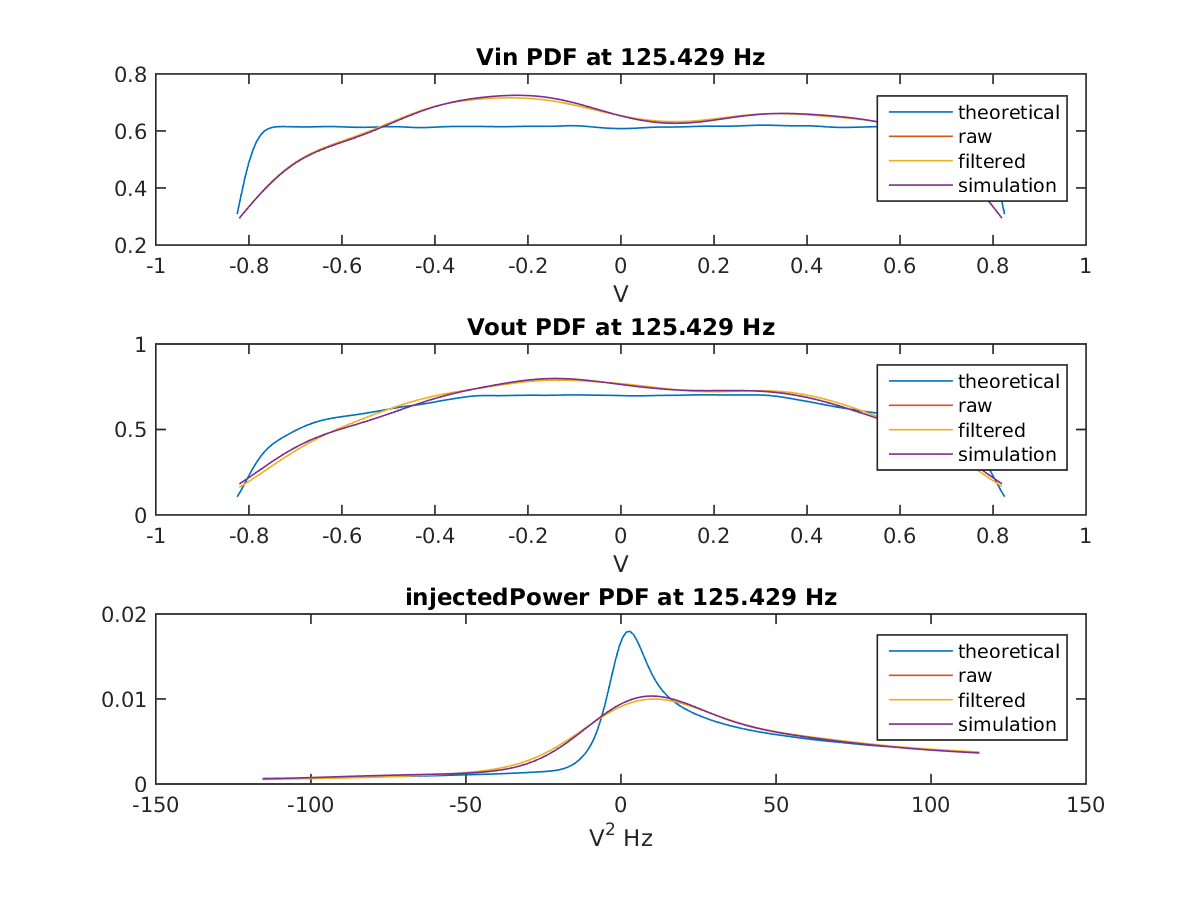 Vin PDF at 125.429 Hz
0.8
0.6
0.4
0.2
theoretical
raw
filtered
simulation
-1 -0.8 -0.6 -0.4 -0.2 0 0.2 0.4 0.6 0.8 1
V
Vout PDF at 125.429 Hz
1
0.5
0
theoretical
raw
filtered
simulation
-1 -0.8 -0.6 -0.4 -0.2 0 0.2 0.4 0.6 0.8 1
V
injectedPower PDF at 125.429 Hz
0.02
0.01
0
theoretical
raw
filtered
simulation
-150 -100 -50 0 50 100 150
V² Hz